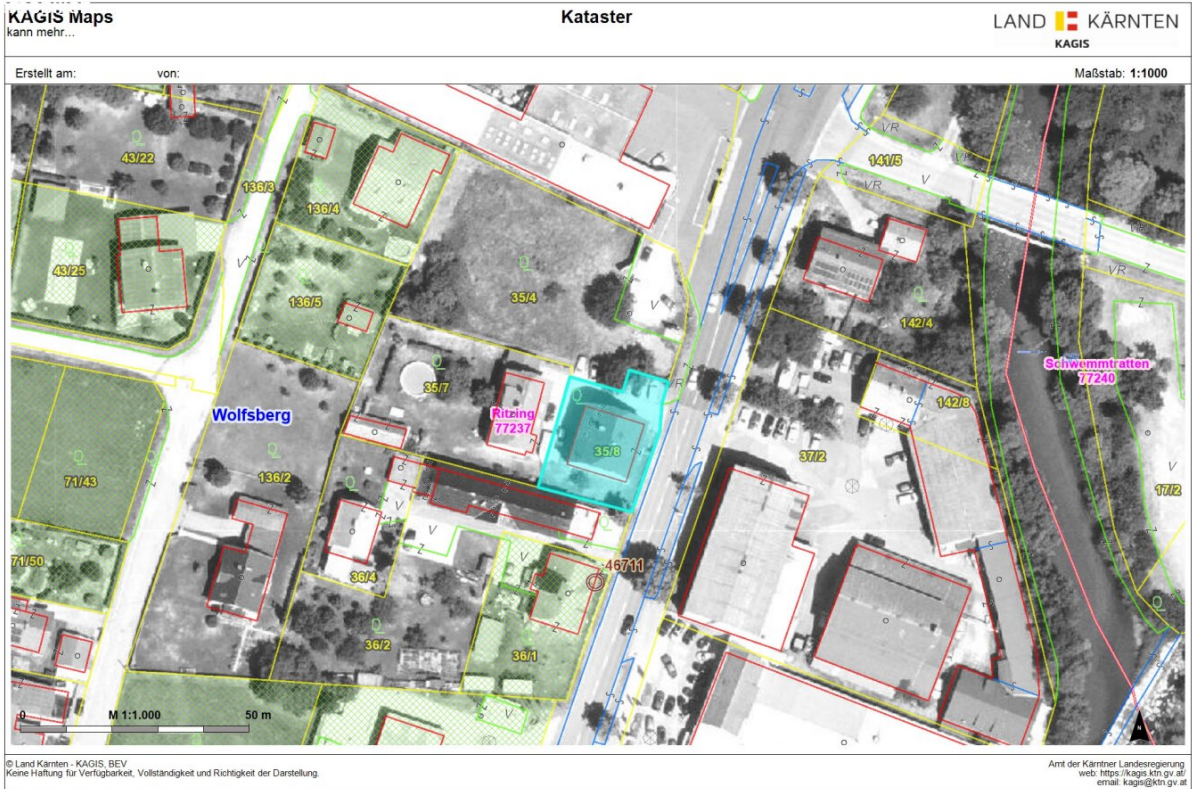 KAGIS Maps
kann mehr...
Kataster
LAND KÄRNTEN
KAGIS
Erstellt am: von:
Maßstab: 1:1000
43/22
136/3
136/4
141/5
VR
VR
VR
V
43/25
136/5
V
35/4
V
VR
142/4
Schwemmtratten
77240
35/7
Wolfsberg
Ritzing
77237
142/8
35/8
37/2
71/43
136/2
17/2
V
V
V
71/50
36/4
46711
36/2
36/1
V
0 M 1:1.000 50 m
N
© Land Kärnten - KAGIS, BEV
Keine Haftung für Verfügbarkeit, Vollständigkeit und Richtigkeit der Darstellung.
Amt der Kärntner Landesregierung
web: https://kagis.ktn.gv.at/
email: kagis@ktn.gv.at